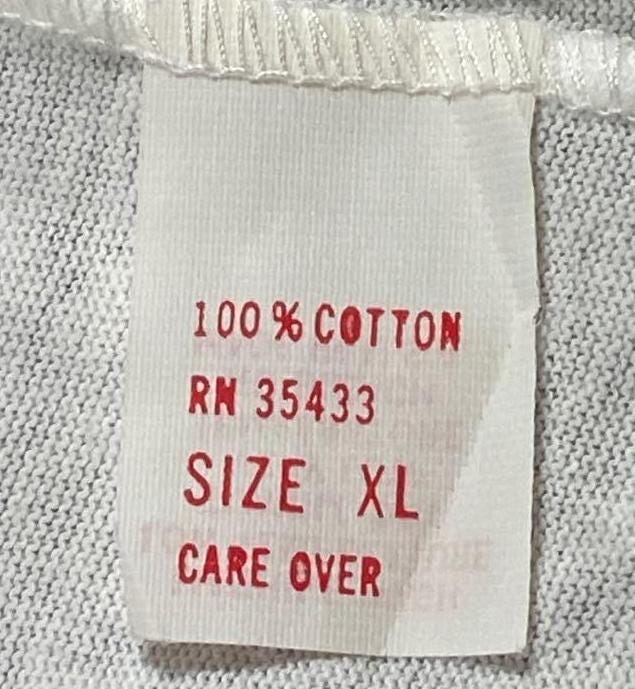 100% COTTON
RN 35433
SIZE XL
CARE OVER